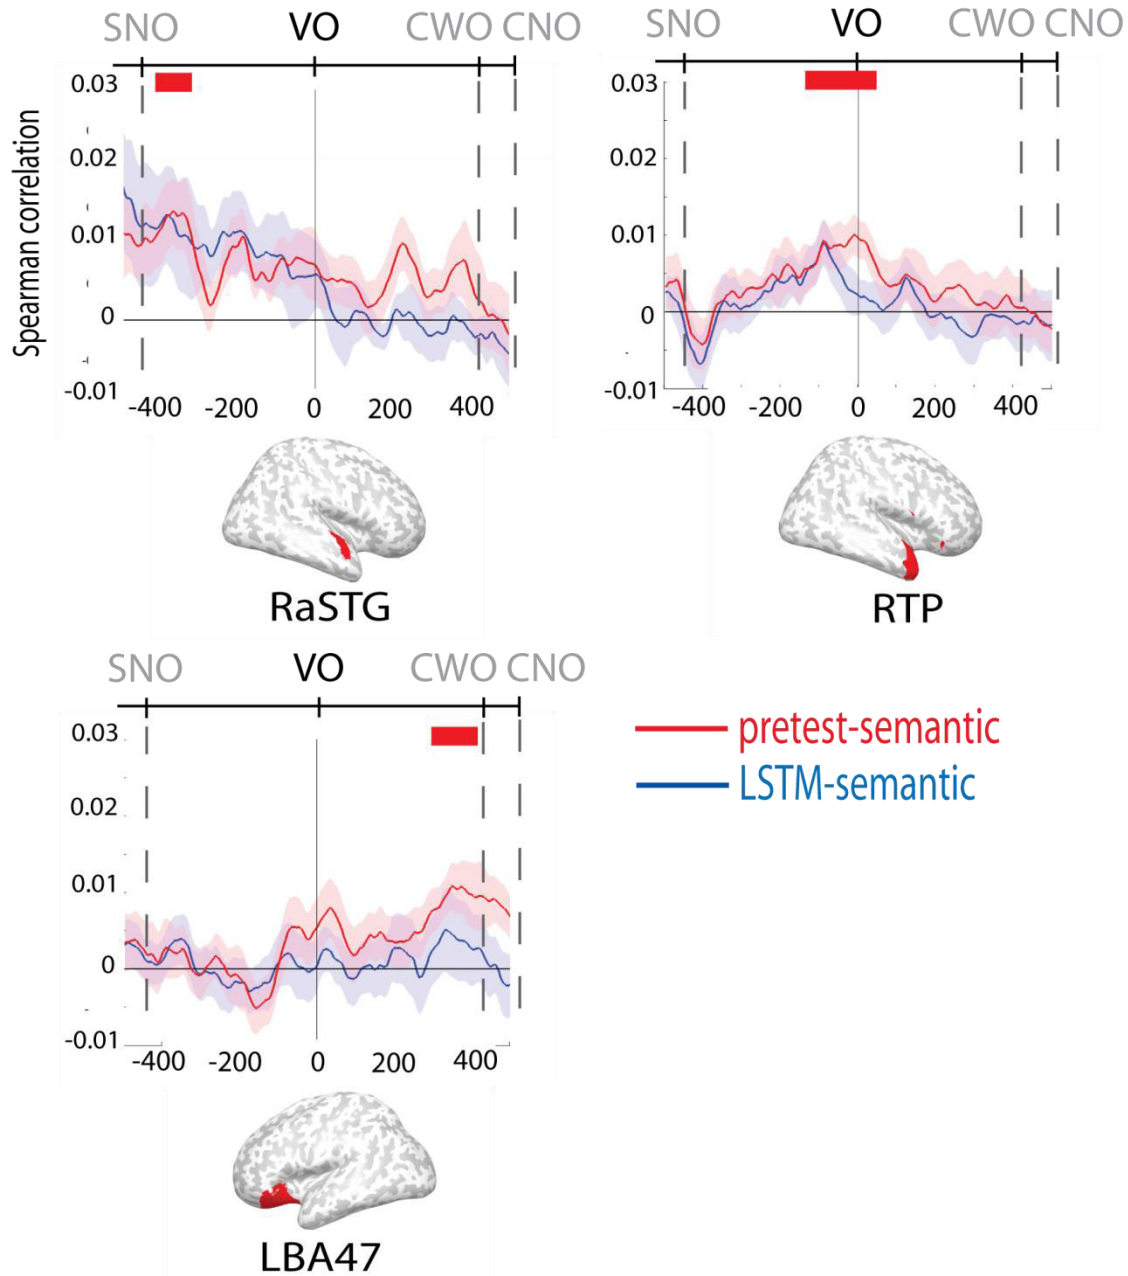 SNO VO CWO CNO
0.03
0.02
0.01
0
-0.01
Spearman correlation
-400 -200 0 200 400
RaSTG
SNO VO CWO CNO
0.03
0.02
0.01
0
-0.01
-400 -200 0 200 400
RTP
SNO VO CWO CNO
0.03
0.02
0.01
0
-0.01
-400 -200 0 200 400
LBA47
pretest-semantic
LSTM-semantic